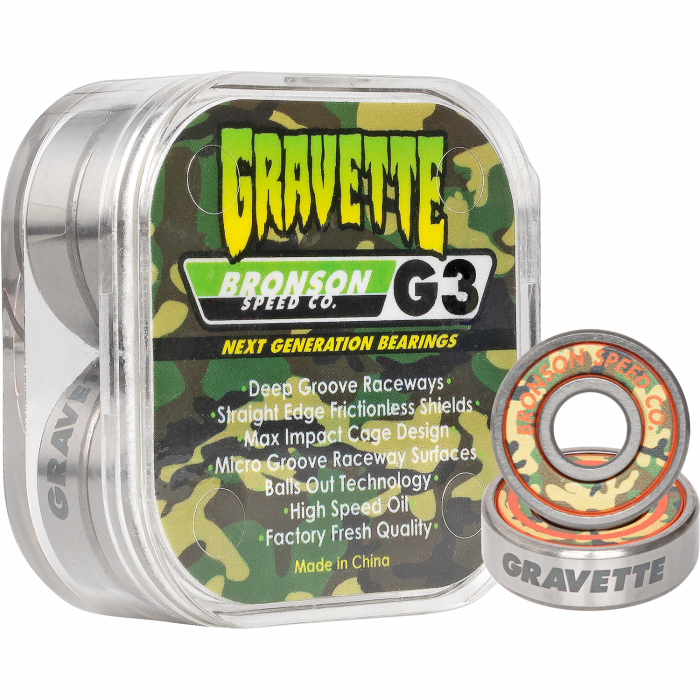 GRAVETTE
BRONSON
SPEED CO.
G3
NEXT GENERATION BEARINGS
·Deep Groove Raceways·
·Straight Edge Frictionless Shields·
·Max Impact Cage Design·
·Micro Groove Raceway Surfaces·
·Balls Out Technology·
·High Speed Oil·
·Factory Fresh Quality·
Made in China
GRAVETTE
BRONSON SPEED CO.
GRAVETTE